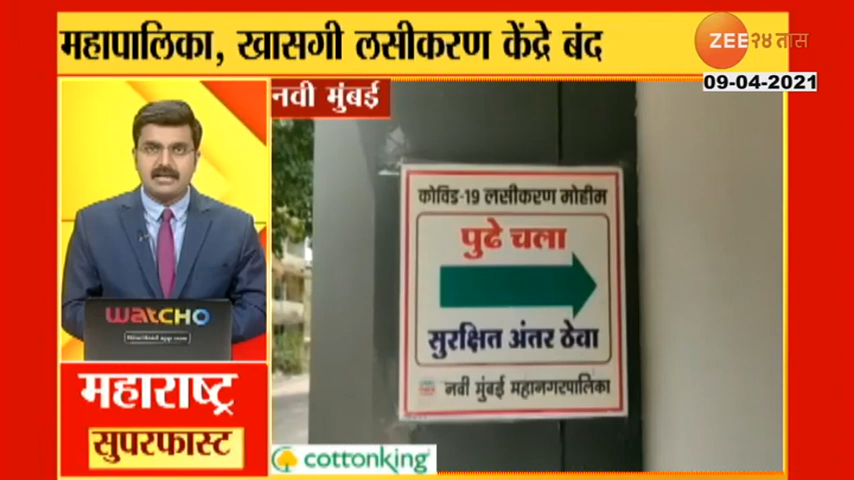 महापालिका, खासगी लसीकरण केंद्रे बंद
ZEE २४ तास
09-04-2021
नवी मुंबई
कोविड-19 लसीकरण मोहीम
पुढे चला
सुरक्षित अंतर ठेवा
नवी मुंबई महानगरपालिका
WATCHO
महाराष्ट्र
सुपरफास्ट
cottonking